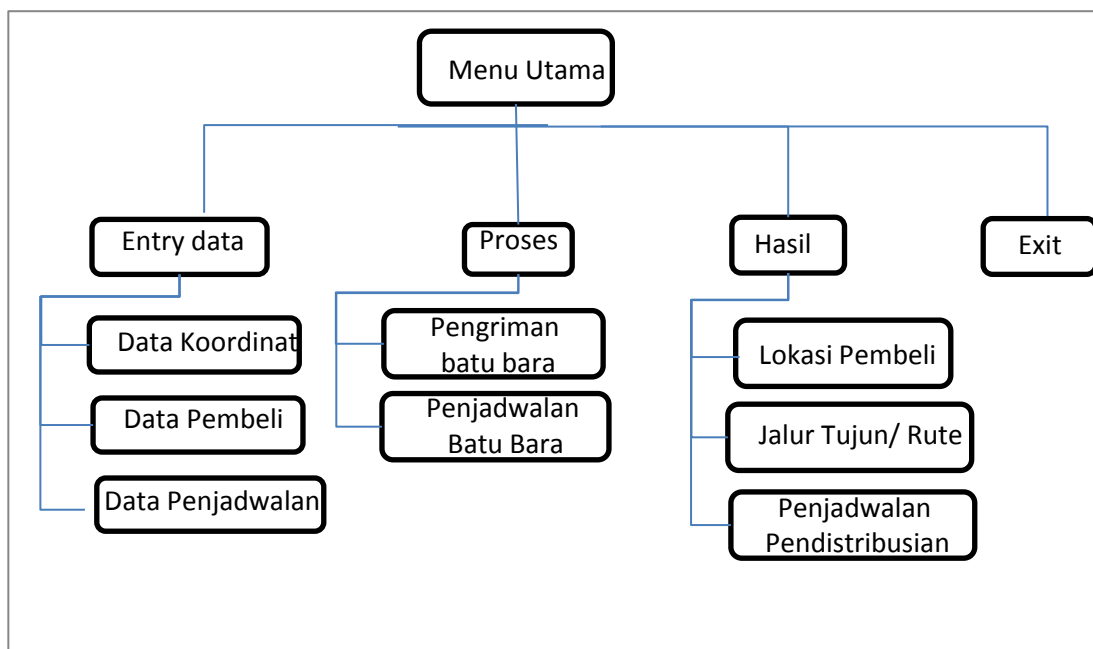 Menu Utama
Entry data
Proses
Hasil
Exit
Data Koordinat
Data Pembeli
Data Penjadwalan
Pengriman
batu bara
Penjadwalan
Batu Bara
Lokasi Pembeli
Jalur Tujun/ Rute
Penjadwalan
Pendistribusian